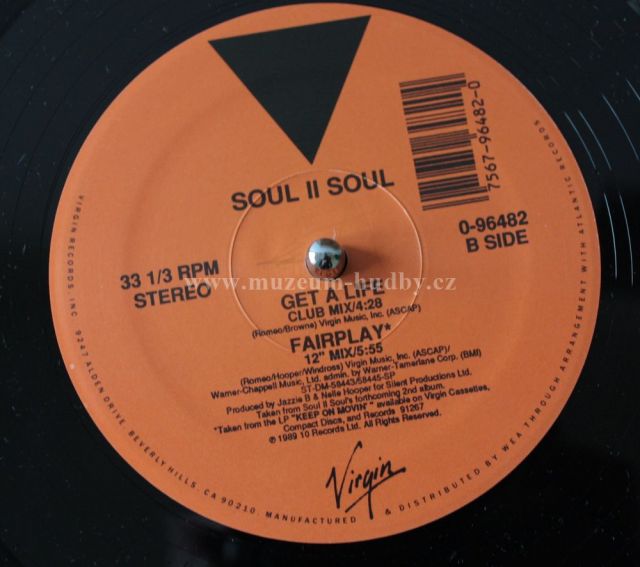 SOUL II SOUL
7567-96482-0
0-96482
B SIDE
33 1/3 RPM
STEREO
www.muzeum-hudby.cz
GET A LIFE
CLUB MIX/4:28
(Romeo/Browne) Virgin Music, Inc. (ASCAP)
FAIRPLAY*
12" MIX/5:55
(Romeo/Hooper/Windross) Virgin Music, Inc. (ASCAP)/
Warner-Chappell Music, Ltd. admin. by Warner-Tamerlane Corp. (BMI)
ST-DM-58443/58445-SP
Produced by Jazzie B & Nelle Hooper for Silent Productions Ltd.
Taken from Soul II Soul's forthcoming 2nd album.
*Taken from the LP "KEEP ON MOVIN'" available on Virgin Cassettes,
Compact Discs, and Records 91267
℗ 1989 10 Records Ltd. All Rights Reserved.
Virgin
VIRGIN RECORDS, INC. 9247 ALDEN DRIVE, BEVERLY HILLS, CA 90210. MANUFACTURED & DISTRIBUTED BY WEA THROUGH ARRANGEMENT WITH ATLANTIC RECORDS